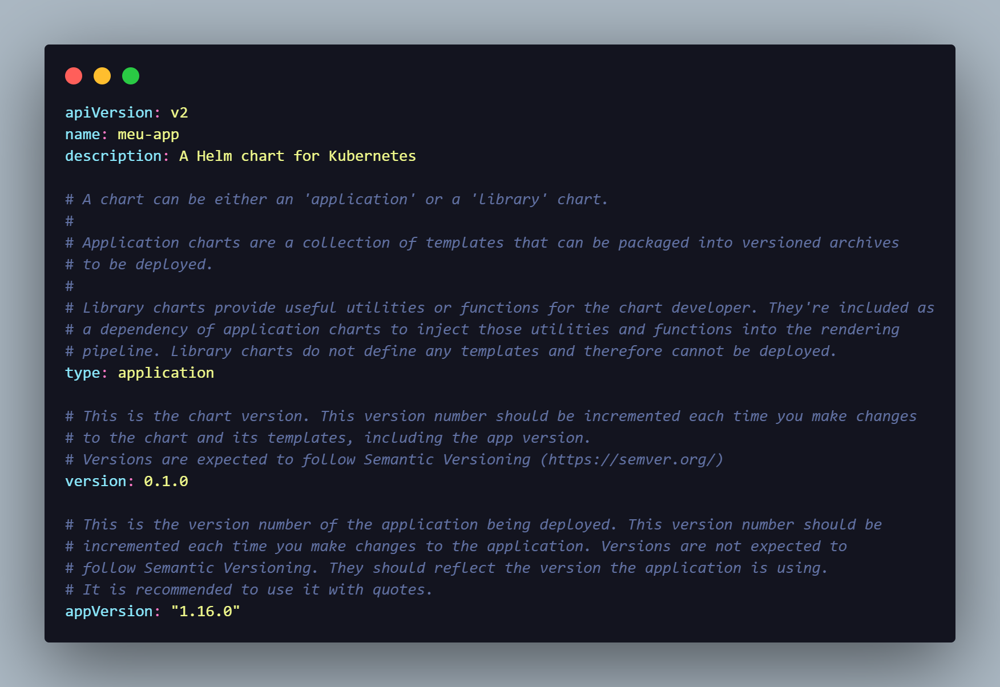 apiVersion: v2
name: meu-app
description: A Helm chart for Kubernetes
# A chart can be either an 'application' or a 'library' chart.
#
# Application charts are a collection of templates that can be packaged into versioned archives
# to be deployed.
#
# Library charts provide useful utilities or functions for the chart developer. They're included as
# a dependency of application charts to inject those utilities and functions into the rendering
# pipeline. Library charts do not define any templates and therefore cannot be deployed.
type: application
# This is the chart version. This version number should be incremented each time you make changes
# to the chart and its templates, including the app version.
# Versions are expected to follow Semantic Versioning (https://semver.org/)
version: 0.1.0
# This is the version number of the application being deployed. This version number should be
# incremented each time you make changes to the application. Versions are not expected to
# follow Semantic Versioning. They should reflect the version the application is using.
# It is recommended to use it with quotes.
appVersion: "1.16.0"